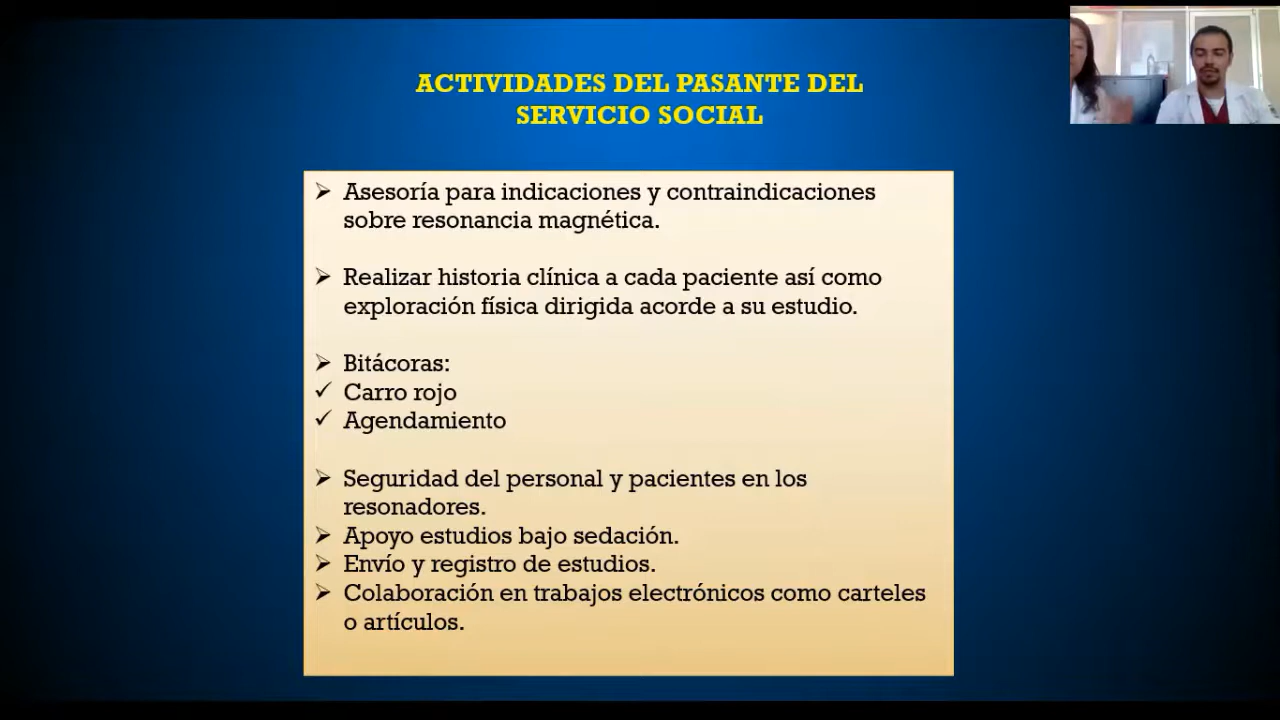 ACTIVIDADES DEL PASANTE DEL
SERVICIO SOCIAL
Asesoría para indicaciones y contraindicaciones
sobre resonancia magnética.
Realizar historia clínica a cada paciente así como
exploración física dirigida acorde a su estudio.
Bitácoras:
Carro rojo
Agendamiento
Seguridad del personal y pacientes en los
resonadores.
Apoyo estudios bajo sedación.
Envío y registro de estudios.
Colaboración en trabajos electrónicos como carteles
o artículos.